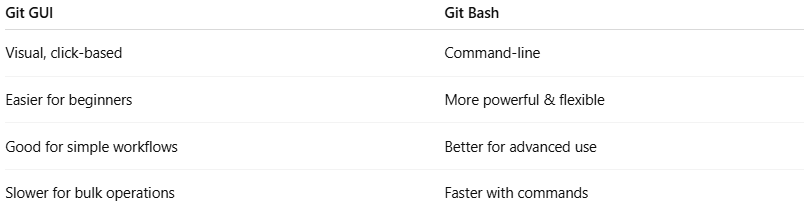 Git GUI Git Bash
Visual, click-based Command-line
Easier for beginners More powerful & flexible
Good for simple workflows Better for advanced use
Slower for bulk operations Faster with commands